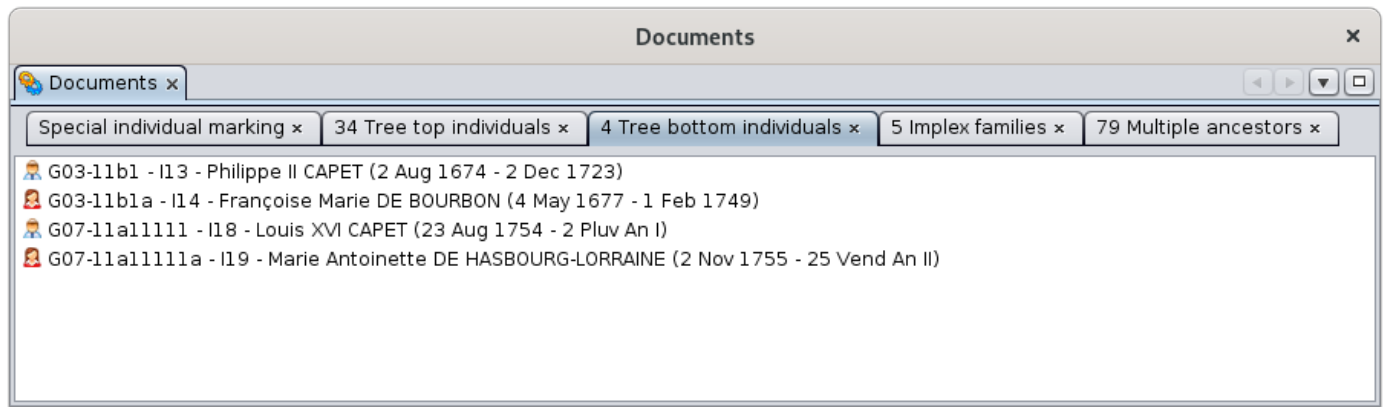 Documents
Documents
Special individual marking 34 Tree top individuals 4 Tree bottom individuals 5 Implex families 79 Multiple ancestors
G03-11b1 - I13 - Philippe II CAPET (2 Aug 1674 - 2 Dec 1723)
G03-11b1a - I14 - Françoise Marie DE BOURBON (4 May 1677 - 1 Feb 1749)
G07-11a11111 - I18 - Louis XVI CAPET (23 Aug 1754 - 2 Pluv An I)
G07-11a11111a - I19 - Marie Antoinette DE HASBOURG-LORRAINE (2 Nov 1755 - 25 Vend An II)